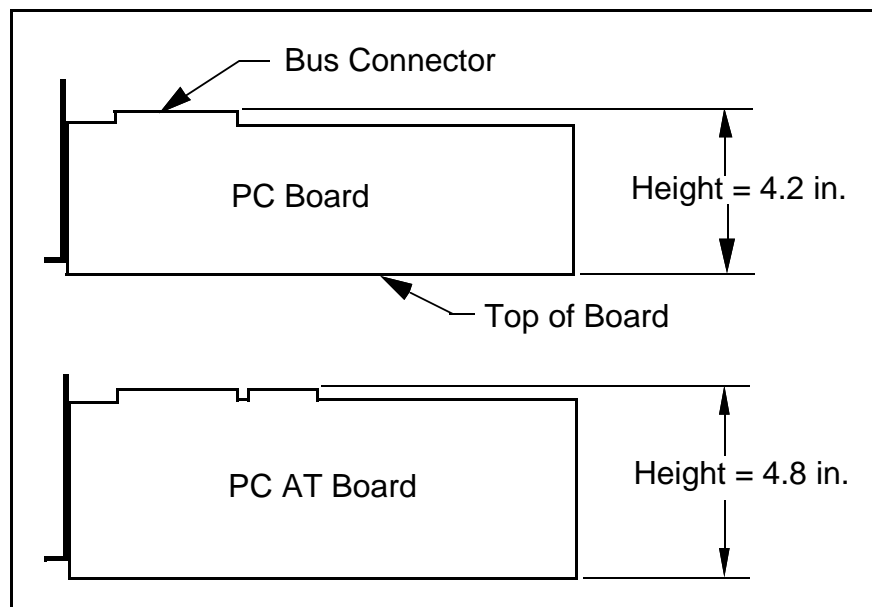 Bus Connector
PC Board
Height = 4.2 in.
Top of Board
PC AT Board
Height = 4.8 in.